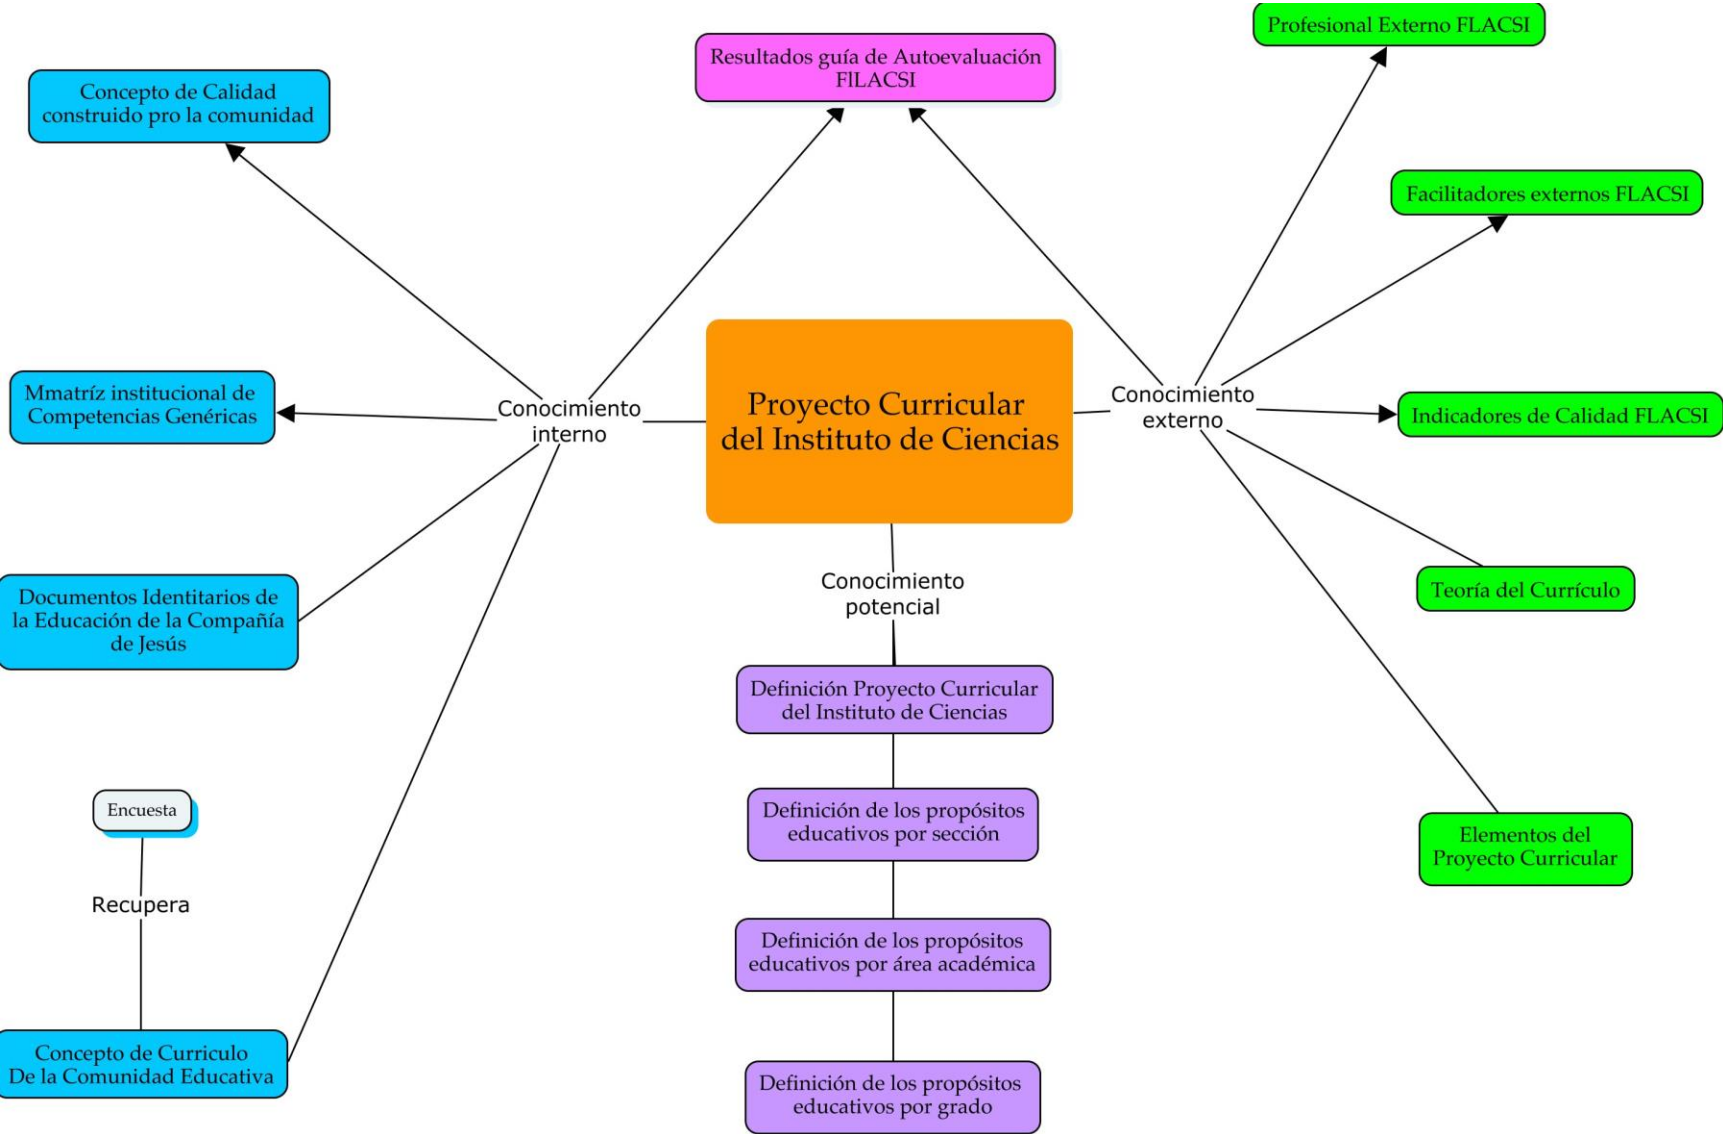 Profesional Externo FLACSI
Resultados guía de Autoevaluación
FlLACSI
Concepto de Calidad
construido pro la comunidad
Facilitadores externos FLACSI
Mmatríz institucional de
Competencias Genéricas
Conocimiento
interno
Proyecto Curricular
del Instituto de Ciencias
Conocimiento
externo
Indicadores de Calidad FLACSI
Documentos Identitarios de
la Educación de la Compañía
de Jesús
Conocimiento
potencial
Teoría del Currículo
Definición Proyecto Curricular
del Instituto de Ciencias
Encuesta
Definición de los propósitos
educativos por sección
Elementos del
Proyecto Curricular
Recupera
Definición de los propósitos
educativos por área académica
Concepto de Curriculo
De la Comunidad Educativa
Definición de los propósitos
educativos por grado